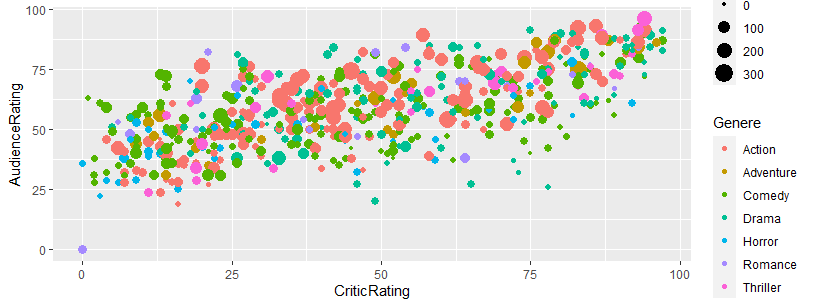 100
75
50
25
0
AudienceRating
0 25 50 75 100
CriticRating
0
100
200
300
Genere
Action
Adventure
Comedy
Drama
Horror
Romance
Thriller